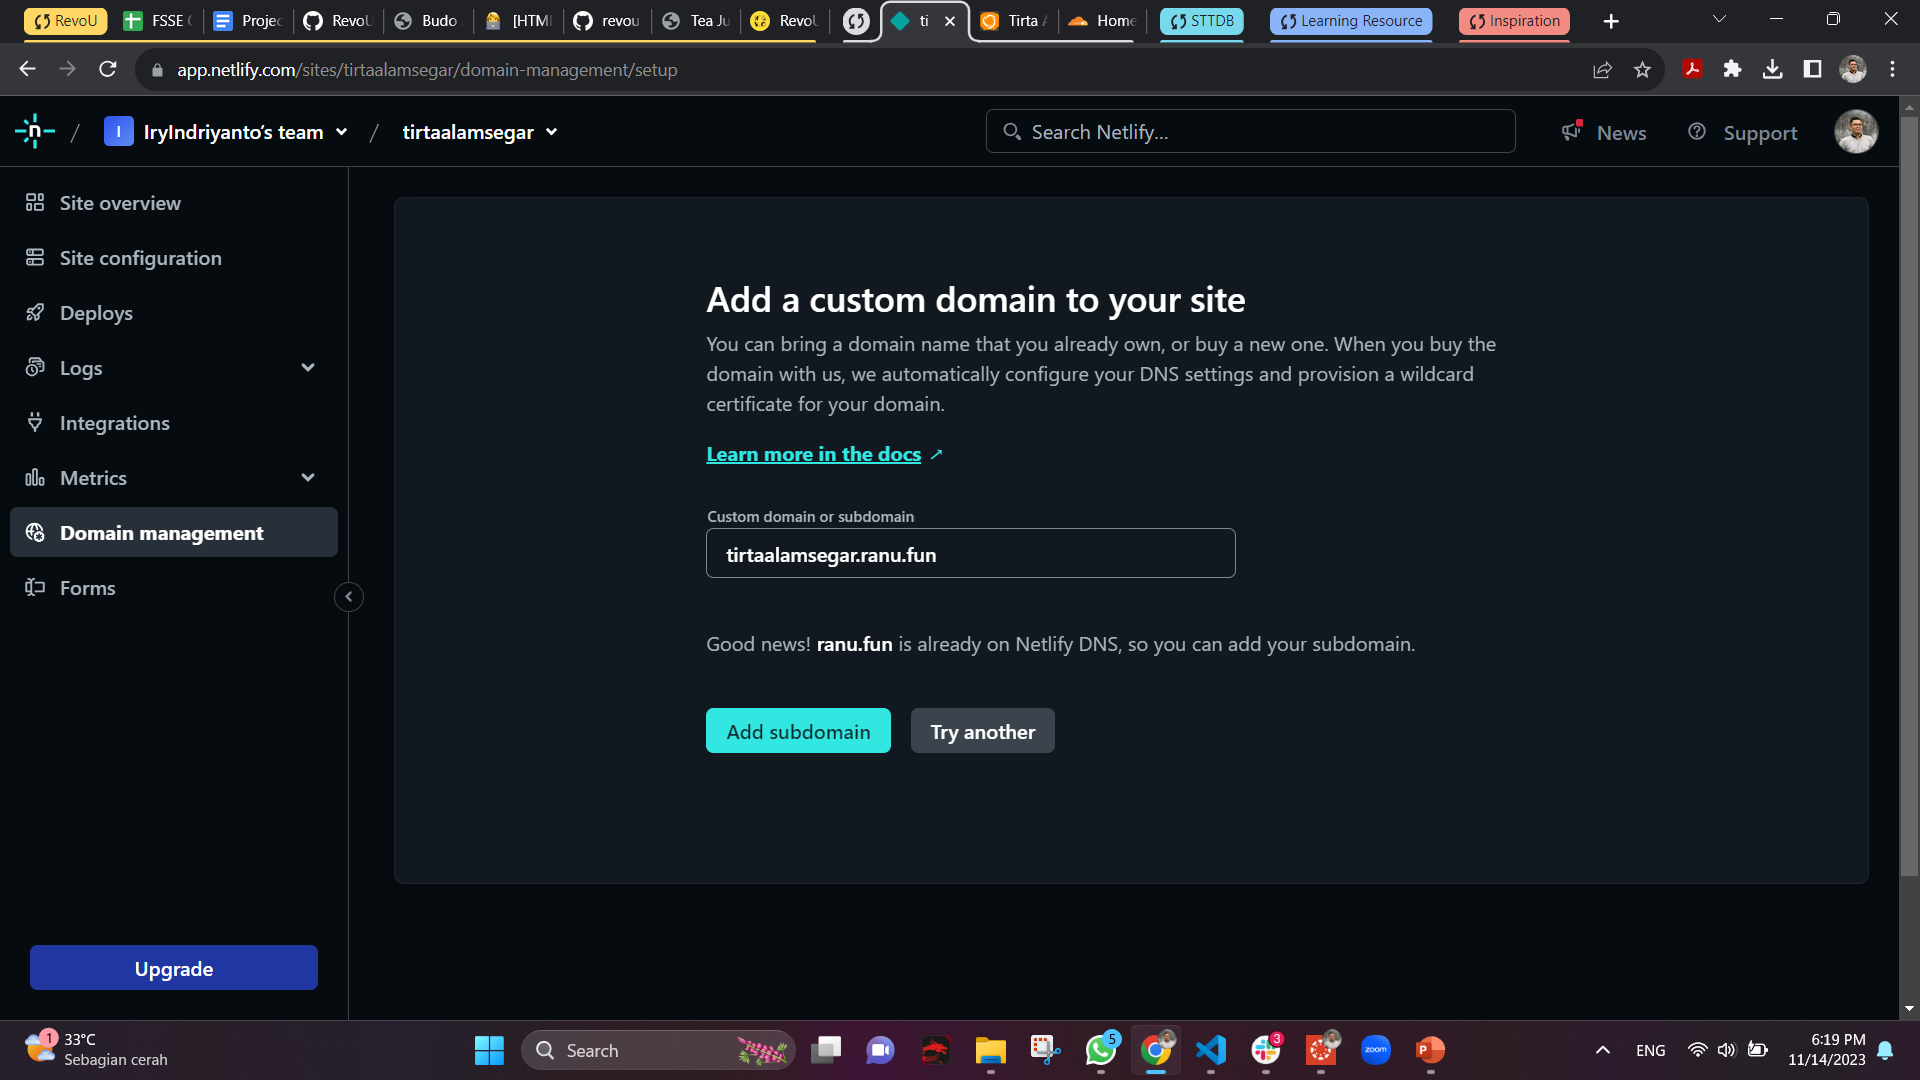 RevoU
FSSE
Projec
RevoU
Budo
[HTML
revou
Tea Ju
RevoU
ti
Tirta A
Home
STTDB
Learning Resource
Inspiration
app.netlify.com/sites/tirtaalamsegar/domain-management/setup
n
/
I
IryIndriyanto's team
/
tirtaalamsegar
Search Netlify...
News
Support
Site overview
Site configuration
Deploys
Logs
Integrations
Metrics
Domain management
Forms
Upgrade
Add a custom domain to your site
You can bring a domain name that you already own, or buy a new one. When you buy the
domain with us, we automatically configure your DNS settings and provision a wildcard
certificate for your domain.
Learn more in the docs ↗
Custom domain or subdomain
tirtaalamsegar.ranu.fun
Good news! ranu.fun is already on Netlify DNS, so you can add your subdomain.
Add subdomain
Try another
1
33°C
Sebagian cerah
Search
5
3
zoom
P
ENG
6:19 PM
11/14/2023